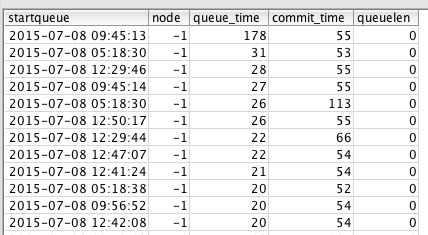 startqueue node queue_time commit_time queuelen
2015-07-08 09:45:13 -1 178 55 0
2015-07-08 05:18:30 -1 31 53 0
2015-07-08 12:29:46 -1 28 55 0
2015-07-08 09:45:14 -1 27 55 0
2015-07-08 05:18:30 -1 26 113 0
2015-07-08 12:50:17 -1 26 55 0
2015-07-08 12:29:44 -1 22 66 0
2015-07-08 12:47:07 -1 22 54 0
2015-07-08 12:41:24 -1 21 54 0
2015-07-08 05:18:38 -1 20 52 0
2015-07-08 09:56:52 -1 20 54 0
2015-07-08 12:42:08 -1 20 54 0